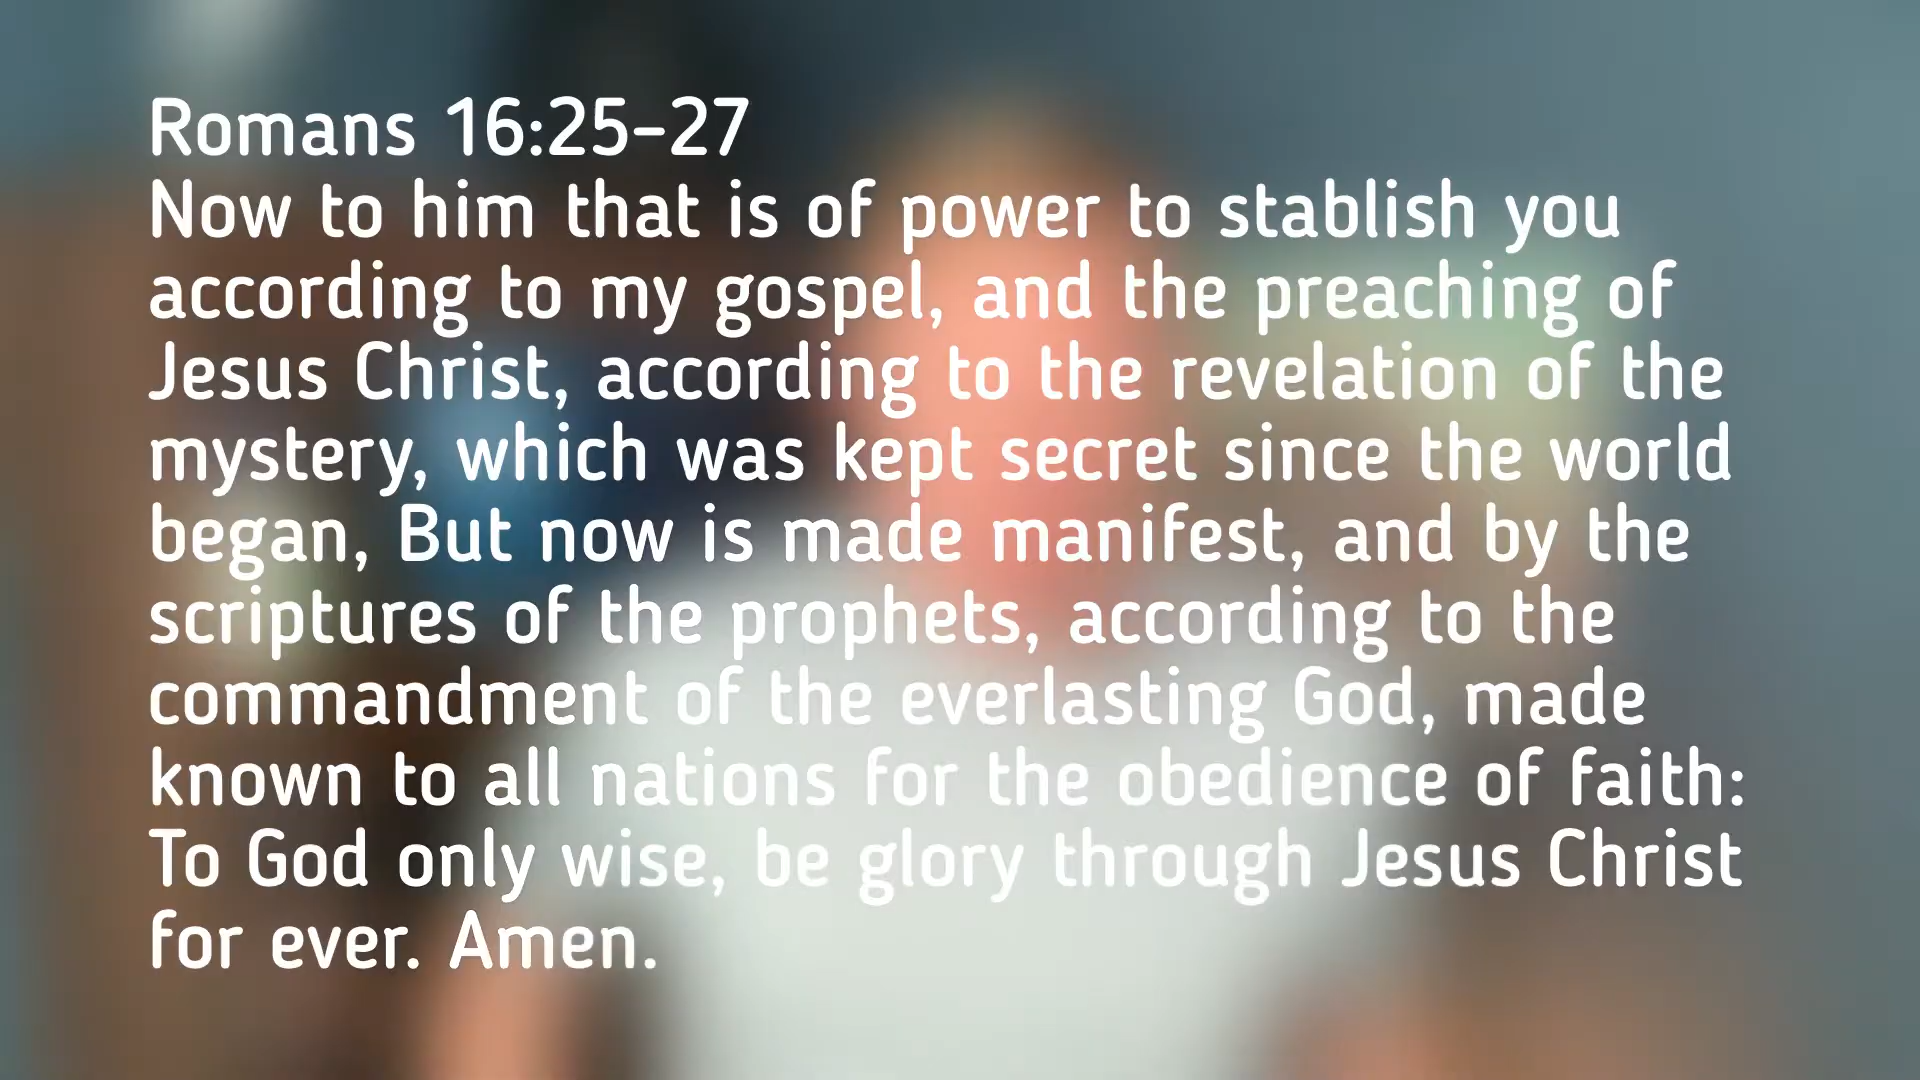 Romans 16:25–27
Now to him that is of power to stablish you
according to my gospel, and the preaching of
Jesus Christ, according to the revelation of the
mystery, which was kept secret since the world
began, But now is made manifest, and by the
scriptures of the prophets, according to the
commandment of the everlasting God, made
known to all nations for the obedience of faith:
To God only wise, be glory through Jesus Christ
for ever. Amen.